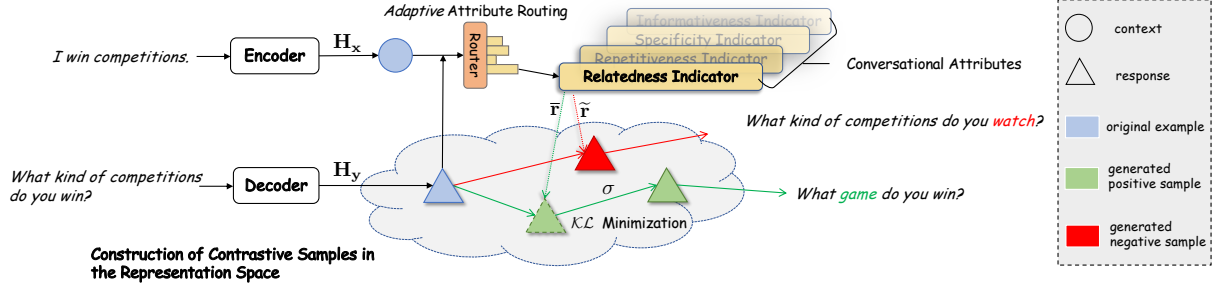 Adaptive Attribute Routing
I win competitions.
Encoder
H_x
Router
Informativeness Indicator
Specificity Indicator
Repetitiveness Indicator
Relatedness Indicator
Conversational Attributes
r̄
r̃
What kind of competitions do you watch?
What kind of competitions
do you win?
Decoder
H_y
σ
What game do you win?
𝒦ℒ Minimization
Construction of Contrastive Samples in
the Representation Space
context
response
original example
generated
positive sample
generated
negative sample